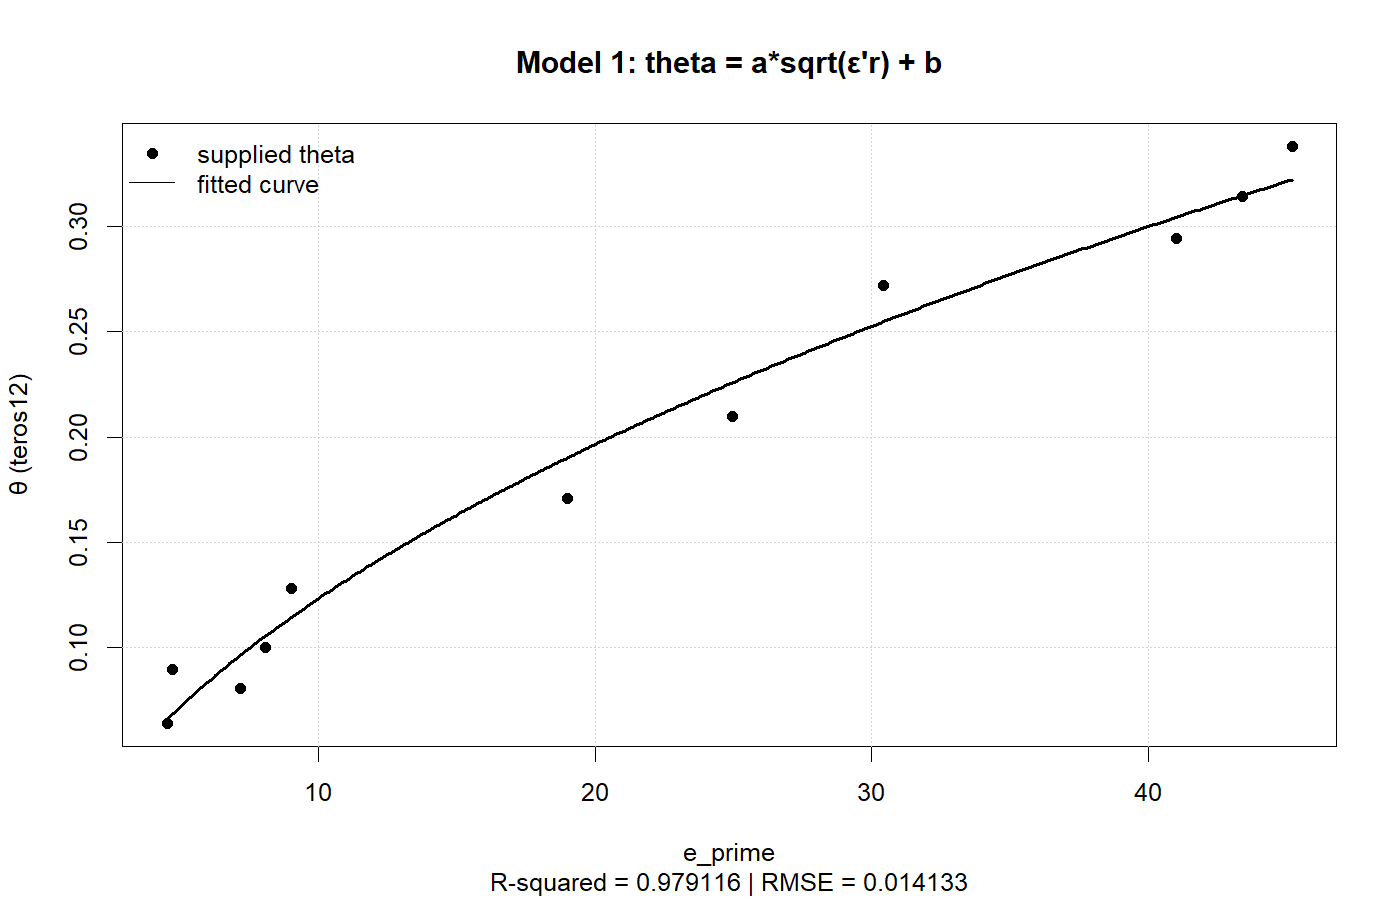 Model 1: theta = a*sqrt(ε'r) + b
supplied theta
fitted curve
0.30
0.25
0.20
0.15
0.10
θ (teros12)
10 20 30 40
e_prime
R-squared = 0.979116 | RMSE = 0.014133